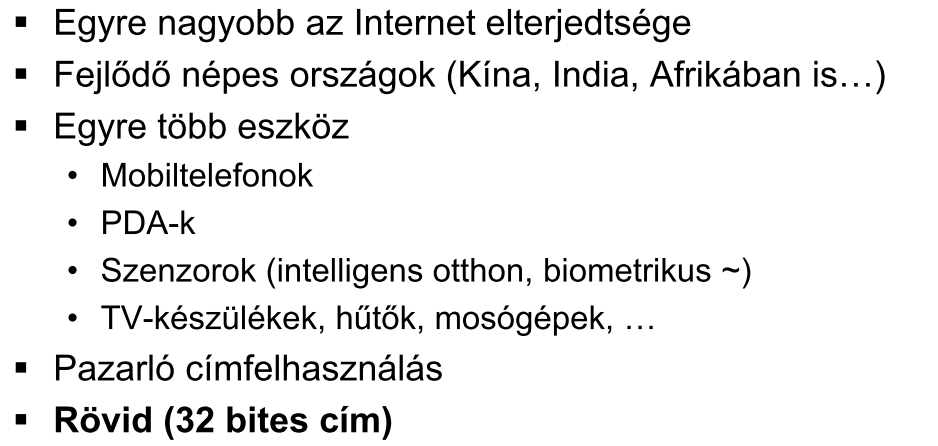 ▪ Egyre nagyobb az Internet elterjedtsége
▪ Fejlődő népes országok (Kína, India, Afrikában is…)
▪ Egyre több eszköz
• Mobiltelefonok
• PDA-k
• Szenzorok (intelligens otthon, biometrikus ~)
• TV-készülékek, hűtők, mosógépek, …
▪ Pazarló címfelhasználás
▪ Rövid (32 bites cím)